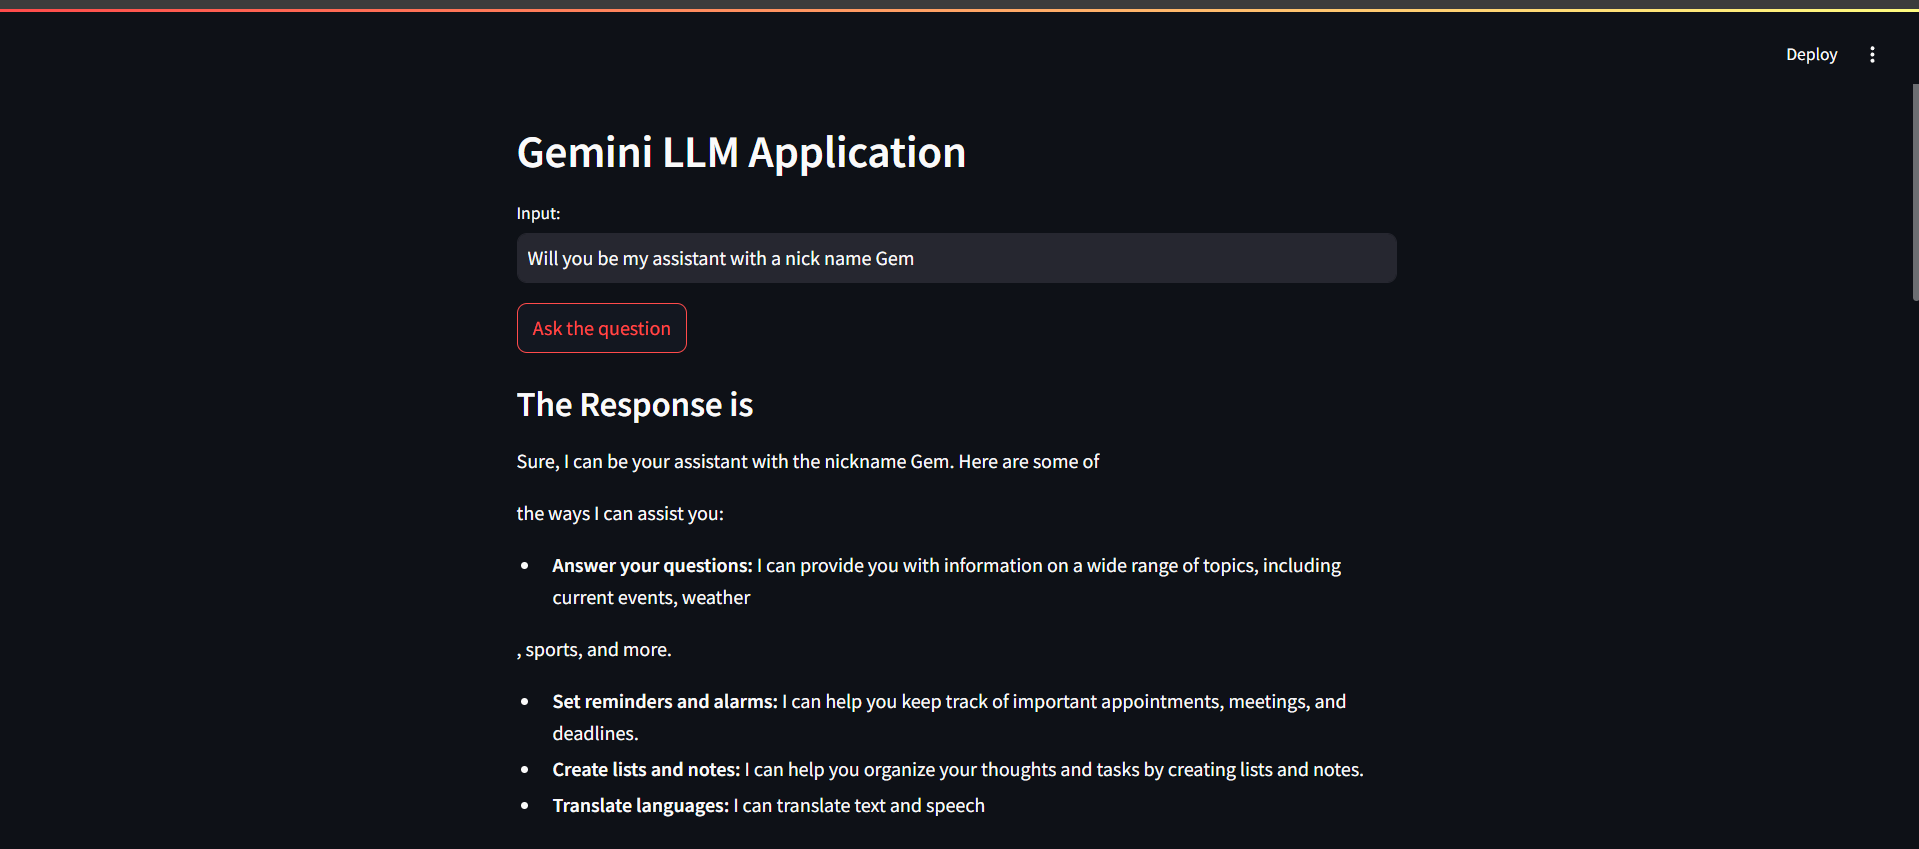 Deploy
Gemini LLM Application
Input:
Will you be my assistant with a nick name Gem
Ask the question
The Response is
Sure, I can be your assistant with the nickname Gem. Here are some of
the ways I can assist you:
• Answer your questions: I can provide you with information on a wide range of topics, including
current events, weather
, sports, and more.
• Set reminders and alarms: I can help you keep track of important appointments, meetings, and
deadlines.
• Create lists and notes: I can help you organize your thoughts and tasks by creating lists and notes.
• Translate languages: I can translate text and speech